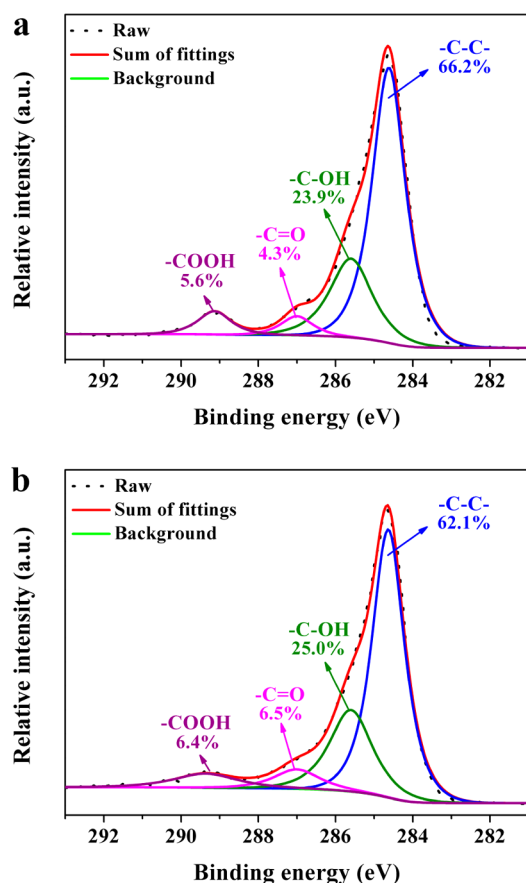 a
Raw
Sum of fittings
Background
-C-C-
66.2%
-C-OH
23.9%
-C=O
4.3%
-COOH
5.6%
Relative intensity (a.u.)
292 290 288 286 284 282
Binding energy (eV)
b
Raw
Sum of fittings
Background
-C-C-
62.1%
-C-OH
25.0%
-C=O
6.5%
-COOH
6.4%
Relative intensity (a.u.)
292 290 288 286 284 282
Binding energy (eV)